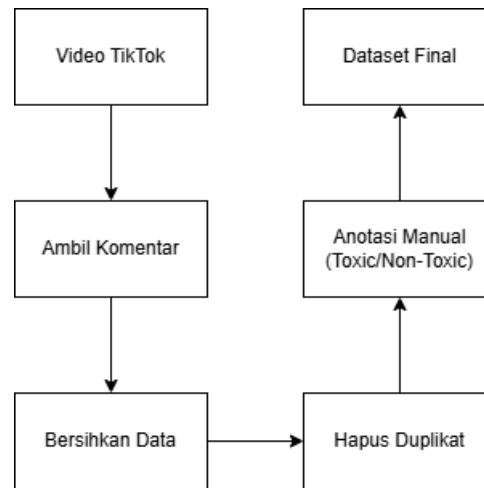 Video TikTok
Ambil Komentar
Bersihkan Data
Hapus Duplikat
Anotasi Manual
(Toxic/Non-Toxic)
Dataset Final